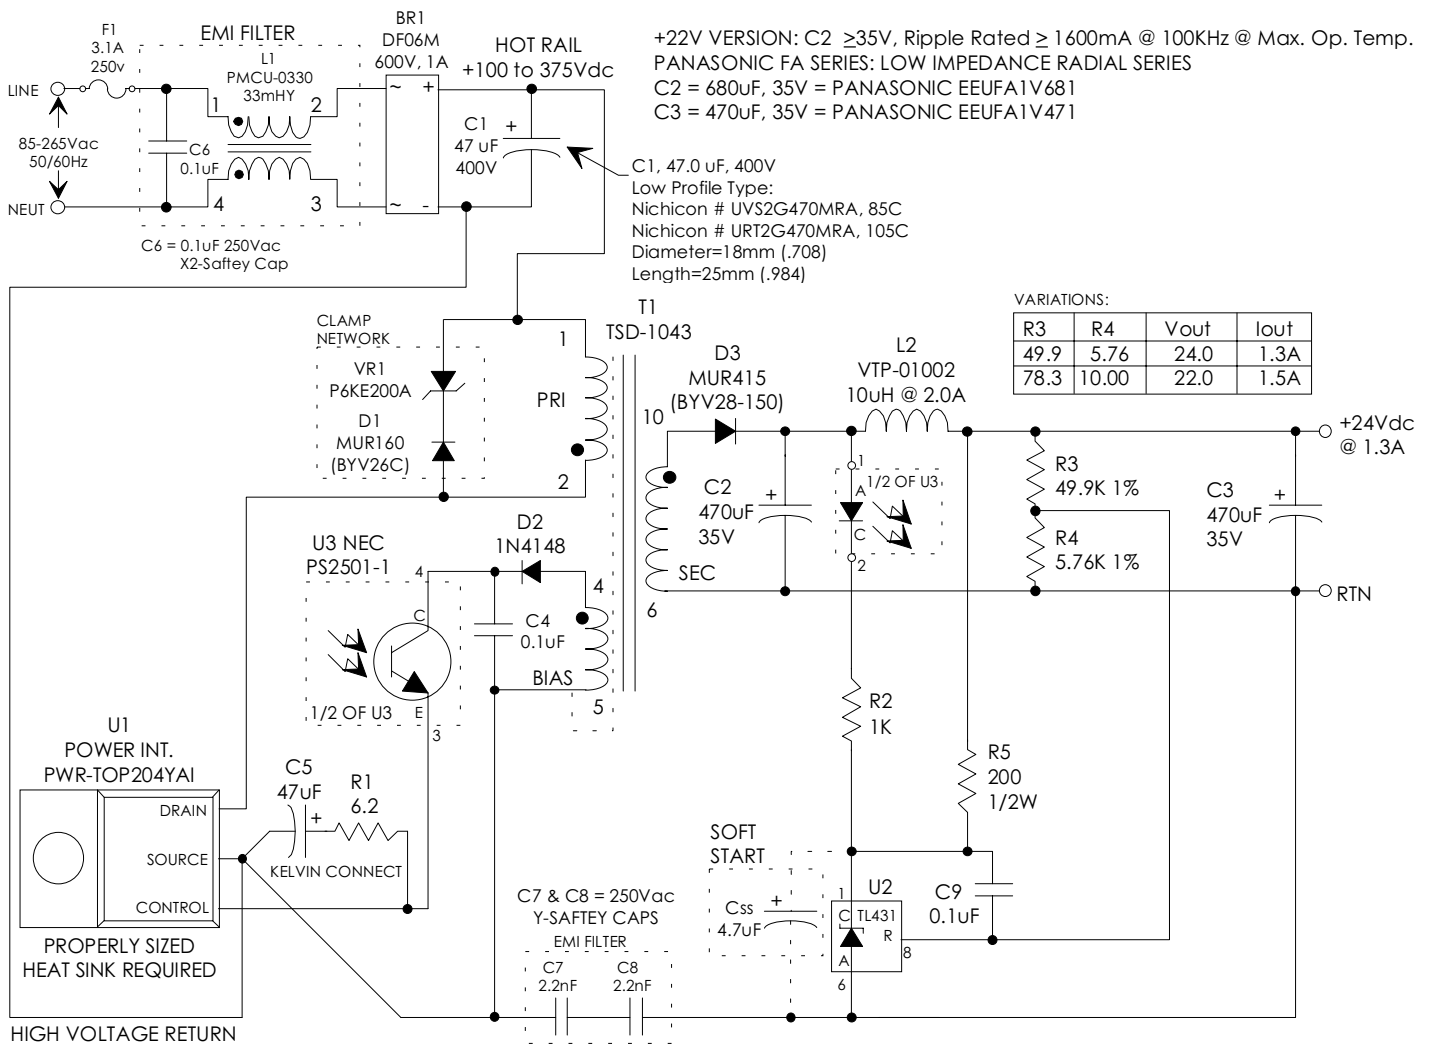 F1
3.1A
250v
EMI FILTER
L1
PMCU-0330
33mHY
BR1
DF06M
600V, 1A
HOT RAIL
+100 to 375Vdc
+22V VERSION: C2 ≥35V, Ripple Rated ≥ 1600mA @ 100KHz @ Max. Op. Temp.
PANASONIC FA SERIES: LOW IMPEDANCE RADIAL SERIES
C2 = 680uF, 35V = PANASONIC EEUFA1V681
C3 = 470uF, 35V = PANASONIC EEUFA1V471
LINE
1
2
~
+
85-265Vac
50/60Hz
C6
0.1uF
C1
47 uF
400V
+
NEUT
4
3
~
-
C1, 47.0 uF, 400V
Low Profile Type:
Nichicon # UVS2G470MRA, 85C
Nichicon # URT2G470MRA, 105C
Diameter=18mm (.708)
Length=25mm (.984)
C6 = 0.1uF 250Vac
X2-Saftey Cap
CLAMP
NETWORK
VR1
P6KE200A
D1
MUR160
(BYV26C)
T1
TSD-1043
1
PRI
2
10
SEC
6
D3
MUR415
(BYV28-150)
L2
VTP-01002
10uH @ 2.0A
VARIATIONS:
R3 R4 Vout Iout
49.9 5.76 24.0 1.3A
78.3 10.00 22.0 1.5A
+24Vdc
@ 1.3A
C2
470uF
35V
+
1
A
1/2 OF U3
C
2
R3
49.9K 1%
R4
5.76K 1%
C3
470uF
35V
+
RTN
U3 NEC
PS2501-1
4
C
1/2 OF U3
E
3
D2
1N4148
4
C4
0.1uF
BIAS
5
R2
1K
R5
200
1/2W
U1
POWER INT.
PWR-TOP204YAI
DRAIN
SOURCE
CONTROL
PROPERLY SIZED
HEAT SINK REQUIRED
C5
47uF
+
R1
6.2
KELVIN CONNECT
HIGH VOLTAGE RETURN
C7 & C8 = 250Vac
Y-SAFTEY CAPS
EMI FILTER
C7
2.2nF
C8
2.2nF
SOFT
START
Css
4.7uF
+
1
U2
C TL431
R
8
A
6
C9
0.1uF